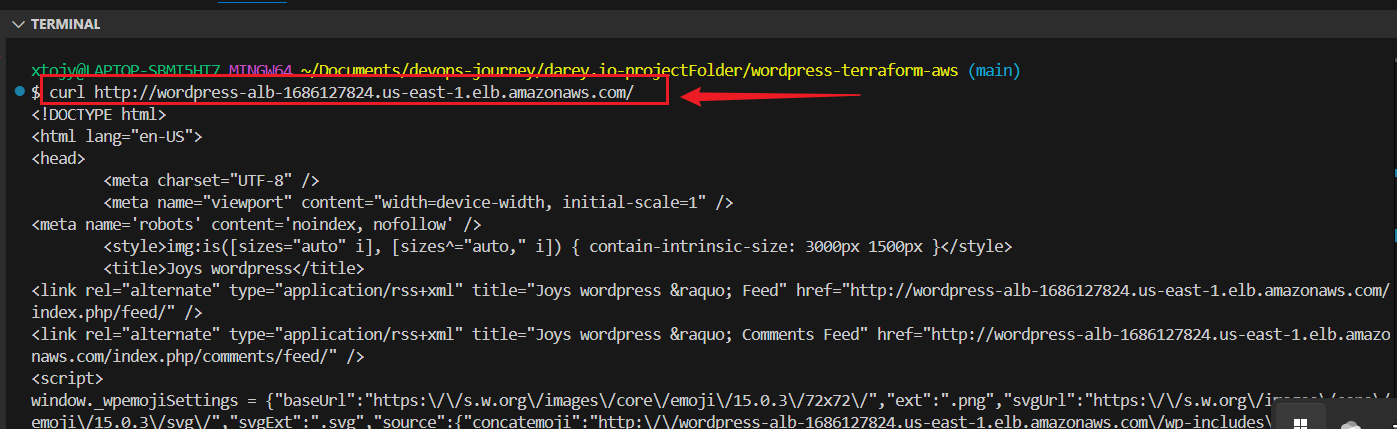 TERMINAL
xtojy@LAPTOP-SBMI5HT7 MINGW64 ~/Documents/devops-journey/darey.io-projectFolder/wordpress-terraform-aws (main)
$ curl http://wordpress-alb-1686127824.us-east-1.elb.amazonaws.com/
<!DOCTYPE html>
<html lang="en-US">
<head>
        <meta charset="UTF-8" />
        <meta name="viewport" content="width=device-width, initial-scale=1" />
<meta name='robots' content='noindex, nofollow' />
        <style>img:is([sizes="auto" i], [sizes^="auto," i]) { contain-intrinsic-size: 3000px 1500px }</style>
        <title>Joys wordpress</title>
<link rel="alternate" type="application/rss+xml" title="Joys wordpress &raquo; Feed" href="http://wordpress-alb-1686127824.us-east-1.elb.amazonaws.com/
index.php/feed/" />
<link rel="alternate" type="application/rss+xml" title="Joys wordpress &raquo; Comments Feed" href="http://wordpress-alb-1686127824.us-east-1.elb.amazo
naws.com/index.php/comments/feed/" />
<script>
window._wpemojiSettings = {"baseUrl":"https:\/\/s.w.org\/images\/core\/emoji\/15.0.3\/72x72\/","ext":".png","svgUrl":"https:\/\/s.w.org\/images\/core\/
emoji\/15.0.3\/svg\/","svgExt":".svg","source":{"concatemoji":"http:\/\/wordpress-alb-1686127824.us-east-1.elb.amazonaws.com\/wp-includes\